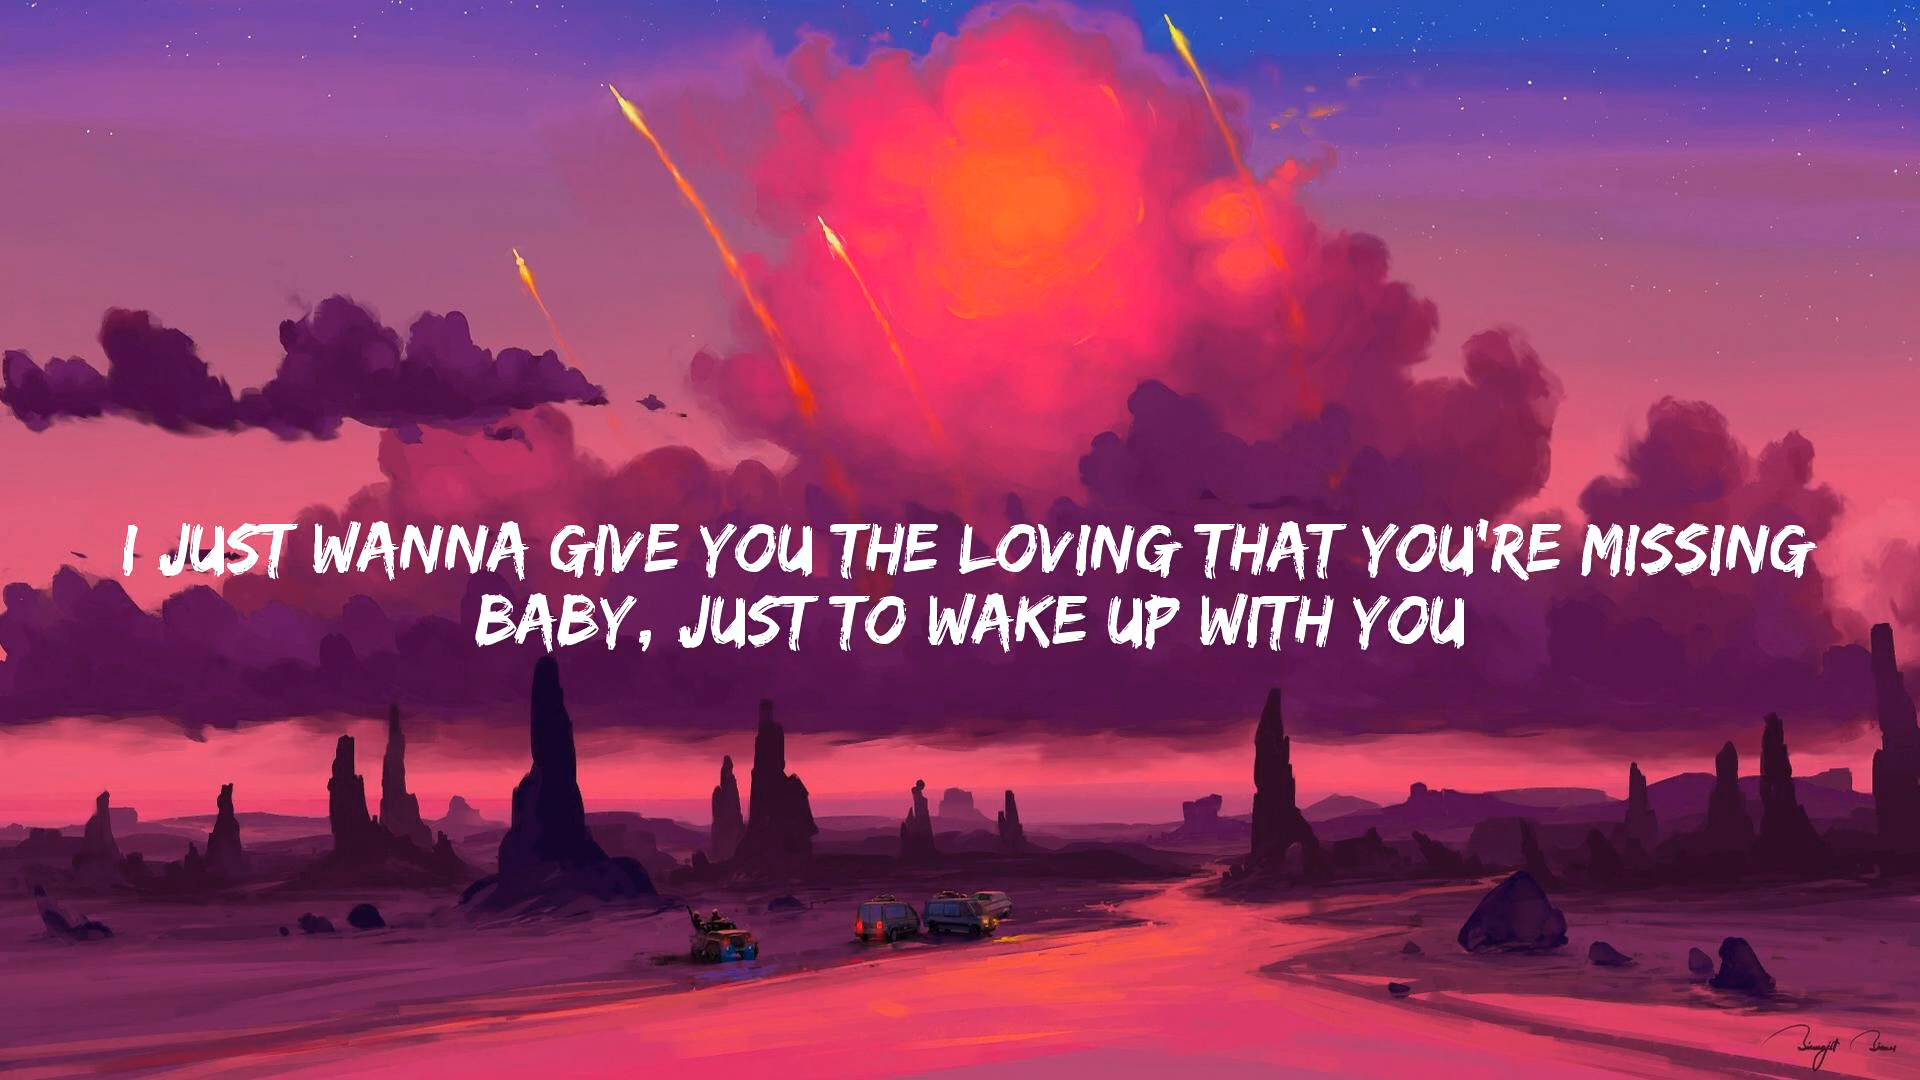 I JUST WANNA GIVE YOU THE LOVING THAT YOU'RE MISSING
BABY, JUST TO WAKE UP WITH YOU